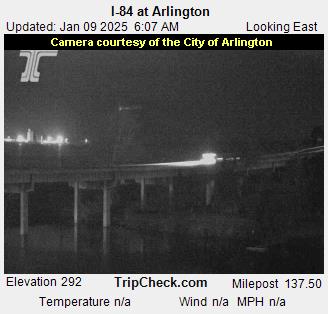 I-84 at Arlington
Updated: Jan 09 2025 6:07 AM Looking East
Camera courtesy of the City of Arlington
Elevation 292 TripCheck.com Milepost 137.50
Temperature n/a Wind n/a MPH n/a